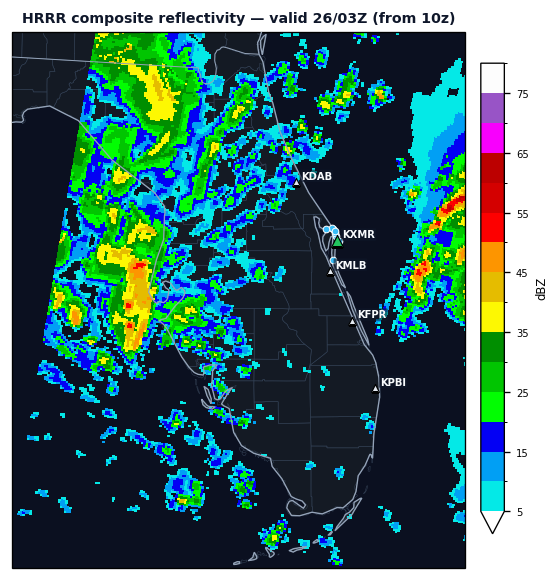 HRRR composite reflectivity — valid 26/03Z (from 10z)
KDAB
KXMR
KMLB
KFPR
KPBI
75
65
55
45
35
25
15
5
dBZ